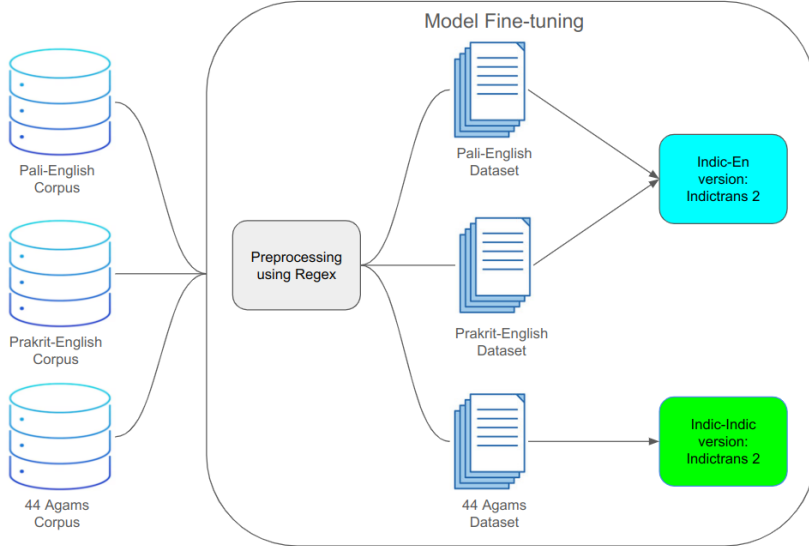 Model Fine-tuning
Pali-English
Corpus
Prakrit-English
Corpus
44 Agams
Corpus
Preprocessing
using Regex
Pali-English
Dataset
Prakrit-English
Dataset
44 Agams
Dataset
Indic-En
version:
Indictrans 2
Indic-Indic
version:
Indictrans 2